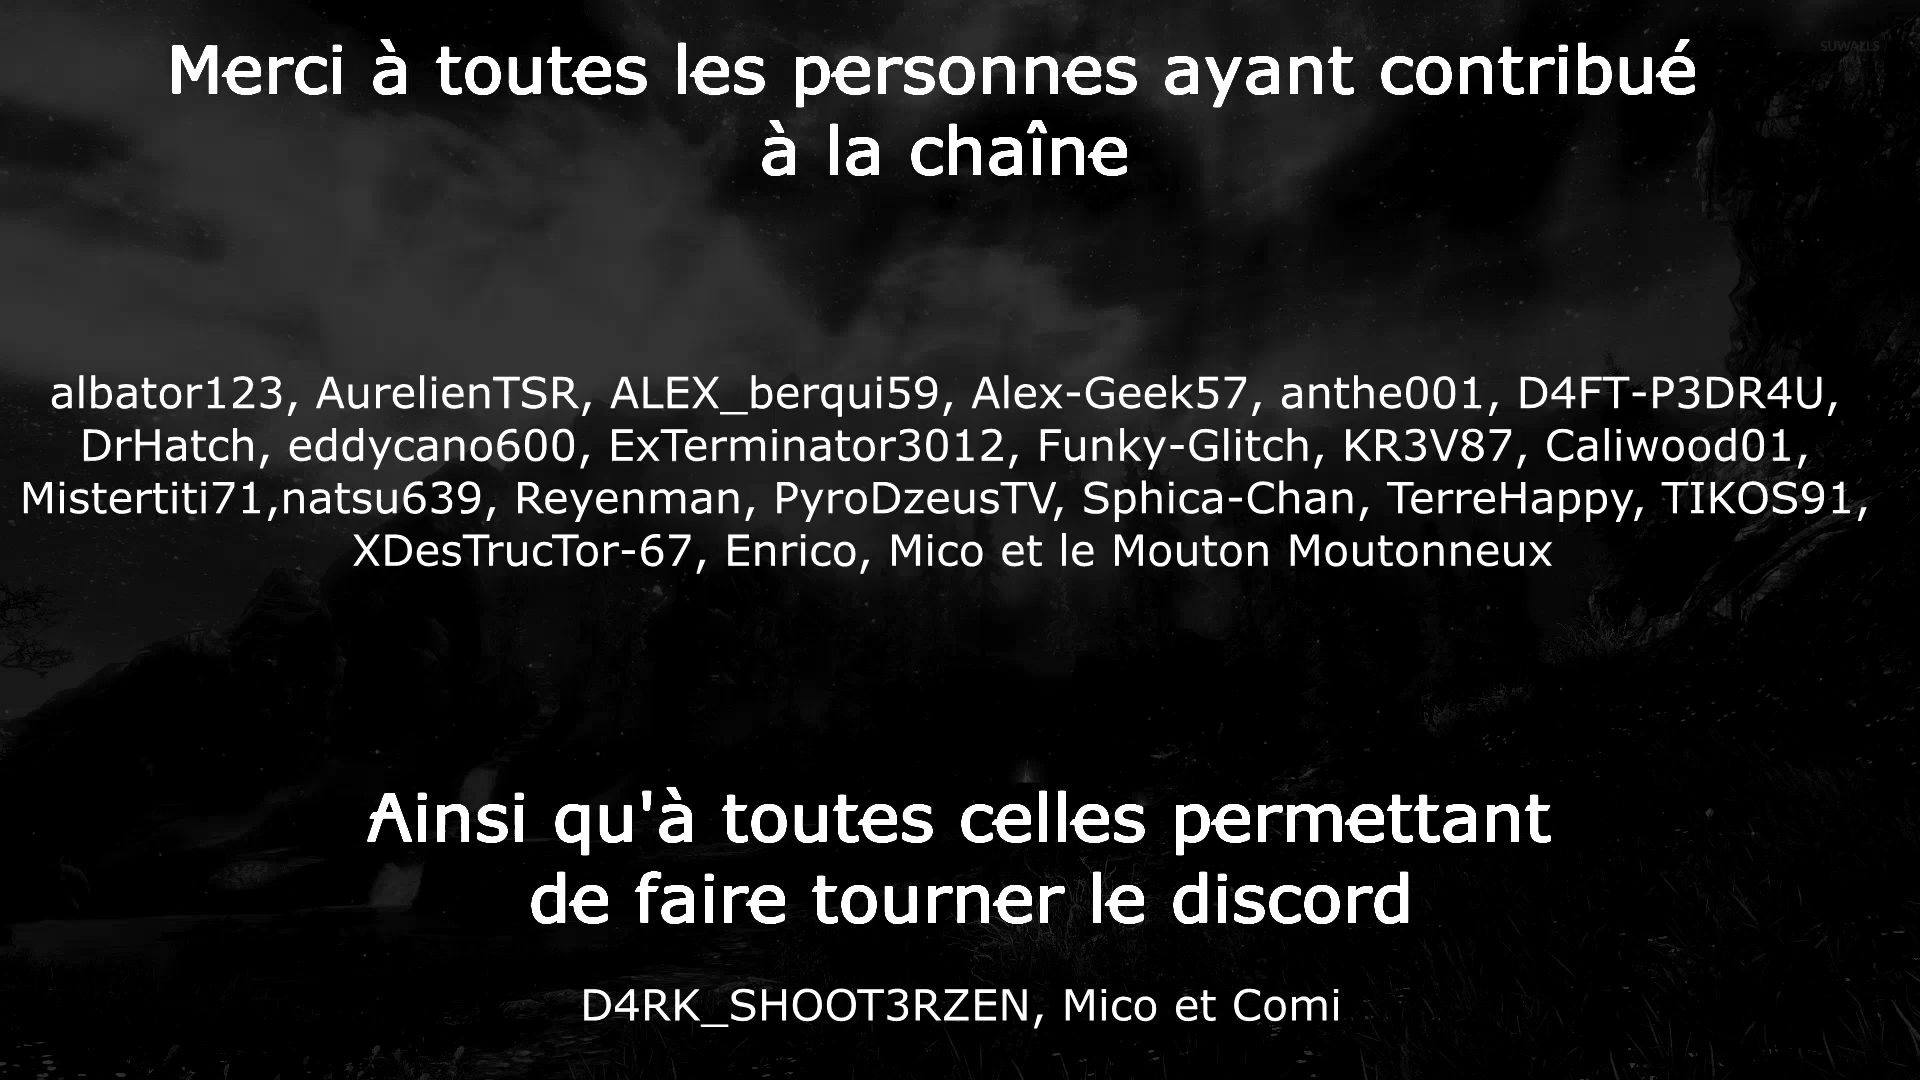 SUWALLS
Merci à toutes les personnes ayant contribué
à la chaîne
albator123, AurelienTSR, ALEX_berqui59, Alex-Geek57, anthe001, D4FT-P3DR4U,
DrHatch, eddycano600, ExTerminator3012, Funky-Glitch, KR3V87, Caliwood01,
Mistertiti71,natsu639, Reyenman, PyroDzeusTV, Sphica-Chan, TerreHappy, TIKOS91,
XDesTrucTor-67, Enrico, Mico et le Mouton Moutonneux
Ainsi qu'à toutes celles permettant
de faire tourner le discord
D4RK_SHOOT3RZEN, Mico et Comi